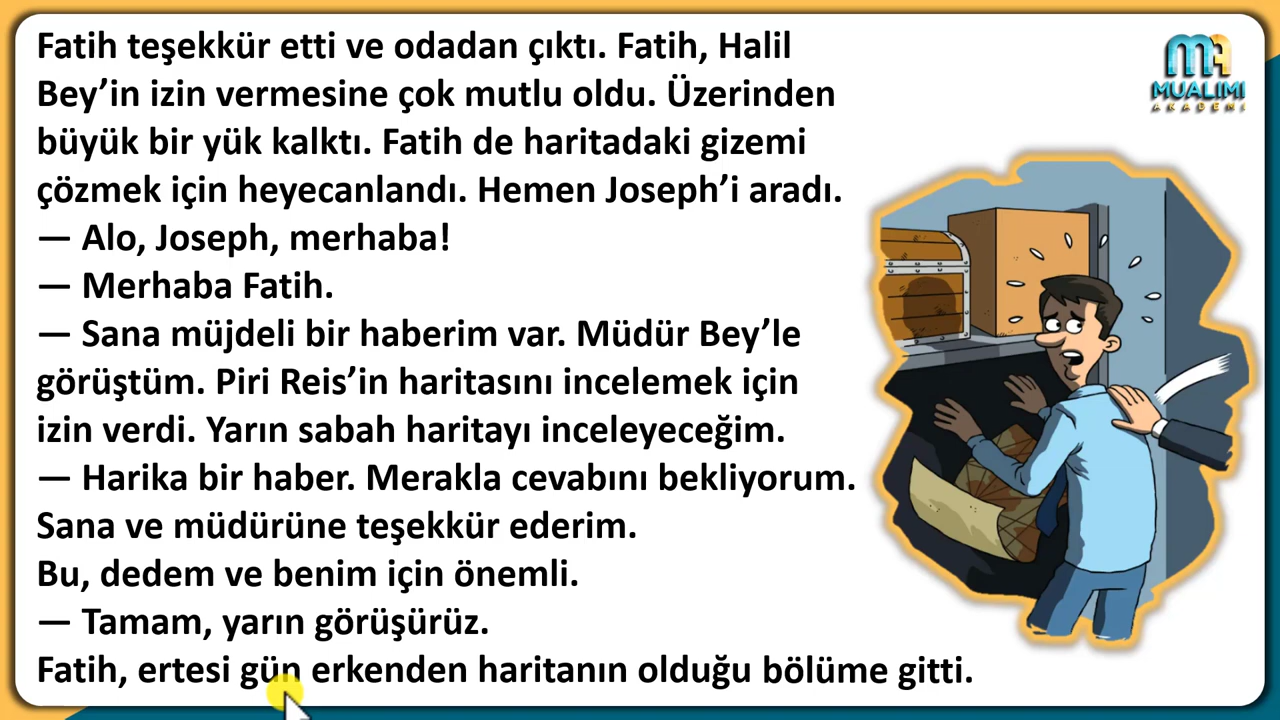 Fatih teşekkür etti ve odadan çıktı. Fatih, Halil
Bey’in izin vermesine çok mutlu oldu. Üzerinden
büyük bir yük kalktı. Fatih de haritadaki gizemi
çözmek için heyecanlandı. Hemen Joseph’i aradı.
— Alo, Joseph, merhaba!
— Merhaba Fatih.
— Sana müjdeli bir haberim var. Müdür Bey’le
görüştüm. Piri Reis’in haritasını incelemek için
izin verdi. Yarın sabah haritayı inceleyeceğim.
— Harika bir haber. Merakla cevabını bekliyorum.
Sana ve müdürüne teşekkür ederim.
Bu, dedem ve benim için önemli.
— Tamam, yarın görüşürüz.
Fatih, ertesi gün erkenden haritanın olduğu bölüme gitti.
MA
MUALIMI
AKADEMI